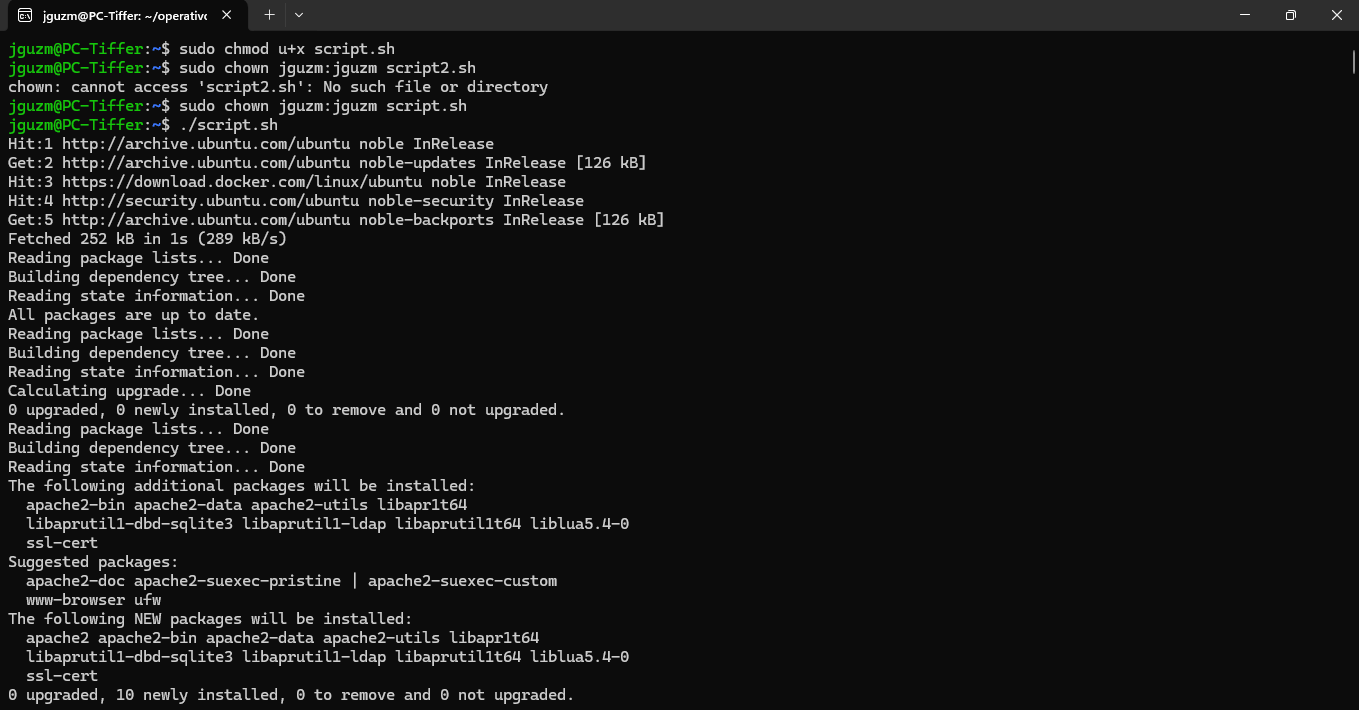 jguzm@PC-Tiffer: ~/operativo
jguzm@PC-Tiffer:~$ sudo chmod u+x script.sh
jguzm@PC-Tiffer:~$ sudo chown jguzm:jguzm script2.sh
chown: cannot access 'script2.sh': No such file or directory
jguzm@PC-Tiffer:~$ sudo chown jguzm:jguzm script.sh
jguzm@PC-Tiffer:~$ ./script.sh
Hit:1 http://archive.ubuntu.com/ubuntu noble InRelease
Get:2 http://archive.ubuntu.com/ubuntu noble-updates InRelease [126 kB]
Hit:3 https://download.docker.com/linux/ubuntu noble InRelease
Hit:4 http://security.ubuntu.com/ubuntu noble-security InRelease
Get:5 http://archive.ubuntu.com/ubuntu noble-backports InRelease [126 kB]
Fetched 252 kB in 1s (289 kB/s)
Reading package lists... Done
Building dependency tree... Done
Reading state information... Done
All packages are up to date.
Reading package lists... Done
Building dependency tree... Done
Reading state information... Done
Calculating upgrade... Done
0 upgraded, 0 newly installed, 0 to remove and 0 not upgraded.
Reading package lists... Done
Building dependency tree... Done
Reading state information... Done
The following additional packages will be installed:
  apache2-bin apache2-data apache2-utils libapr1t64
  libaprutil1-dbd-sqlite3 libaprutil1-ldap libaprutil1t64 liblua5.4-0
  ssl-cert
Suggested packages:
  apache2-doc apache2-suexec-pristine | apache2-suexec-custom
  www-browser ufw
The following NEW packages will be installed:
  apache2 apache2-bin apache2-data apache2-utils libapr1t64
  libaprutil1-dbd-sqlite3 libaprutil1-ldap libaprutil1t64 liblua5.4-0
  ssl-cert
0 upgraded, 10 newly installed, 0 to remove and 0 not upgraded.